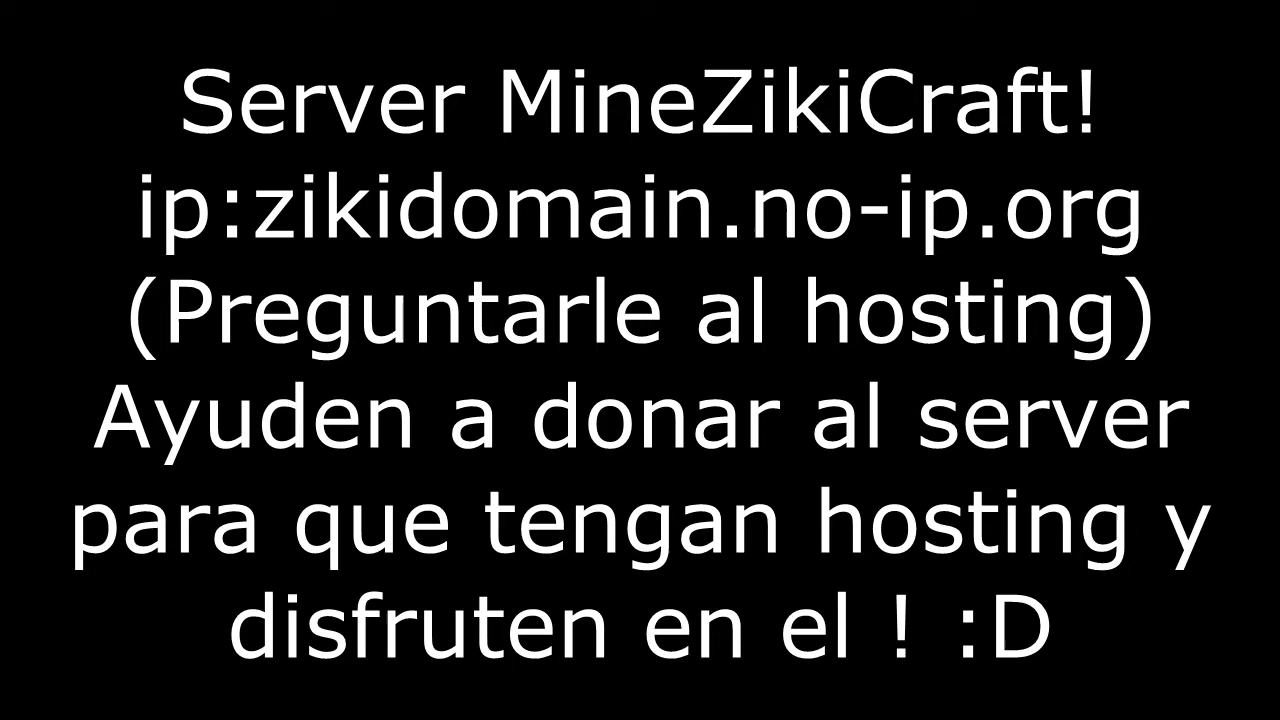 Server MineZikiCraft!
ip:zikidomain.no-ip.org
(Preguntarle al hosting)
Ayuden a donar al server
para que tengan hosting y
disfruten en el ! :D